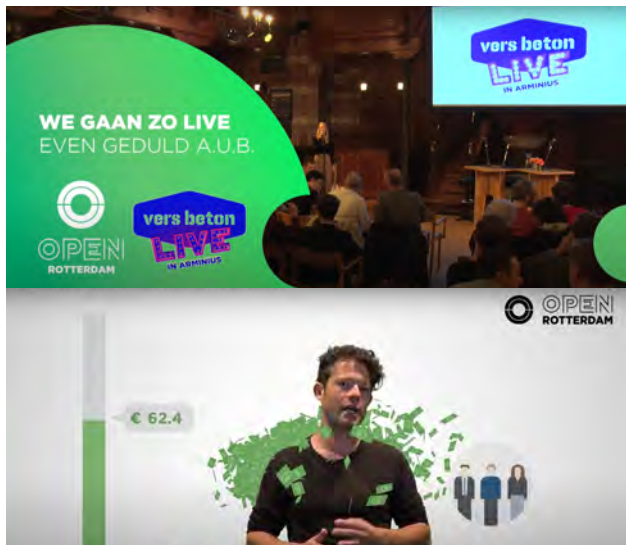 vers beton
LIVE
IN ARMINIUS
WE GAAN ZO LIVE
EVEN GEDULD A.U.B.
OPEN
ROTTERDAM
vers beton
LIVE
IN ARMINIUS
OPEN
ROTTERDAM
€ 62.4